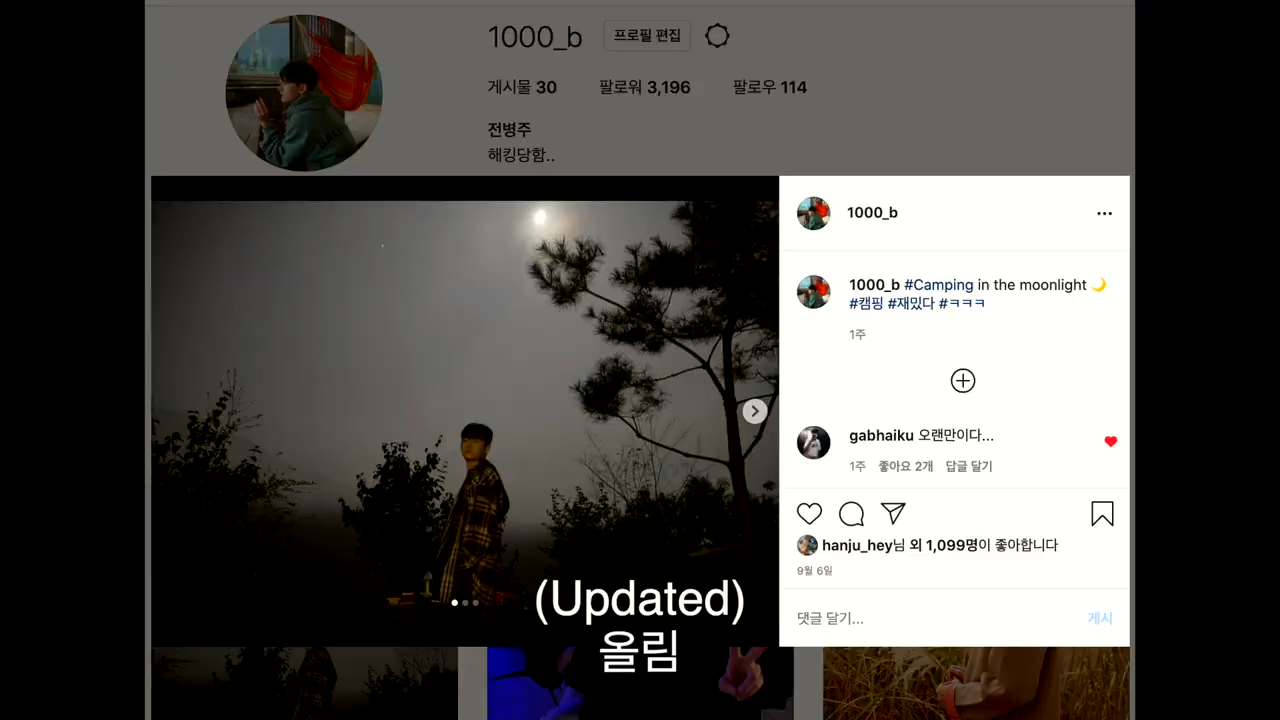 1000_b 프로필 편집
게시물 30 팔로워 3,196 팔로우 114
전병주
해킹당함..
1000_b
1000_b #Camping in the moonlight 🌙
#캠핑 #재밌다 #ㅋㅋㅋ
1주
gabhaiku 오랜만이다...
1주 좋아요 2개 답글 달기
hanju_hey님 외 1,099명이 좋아합니다
9월 6일
댓글 달기... 게시
(Updated)
올림